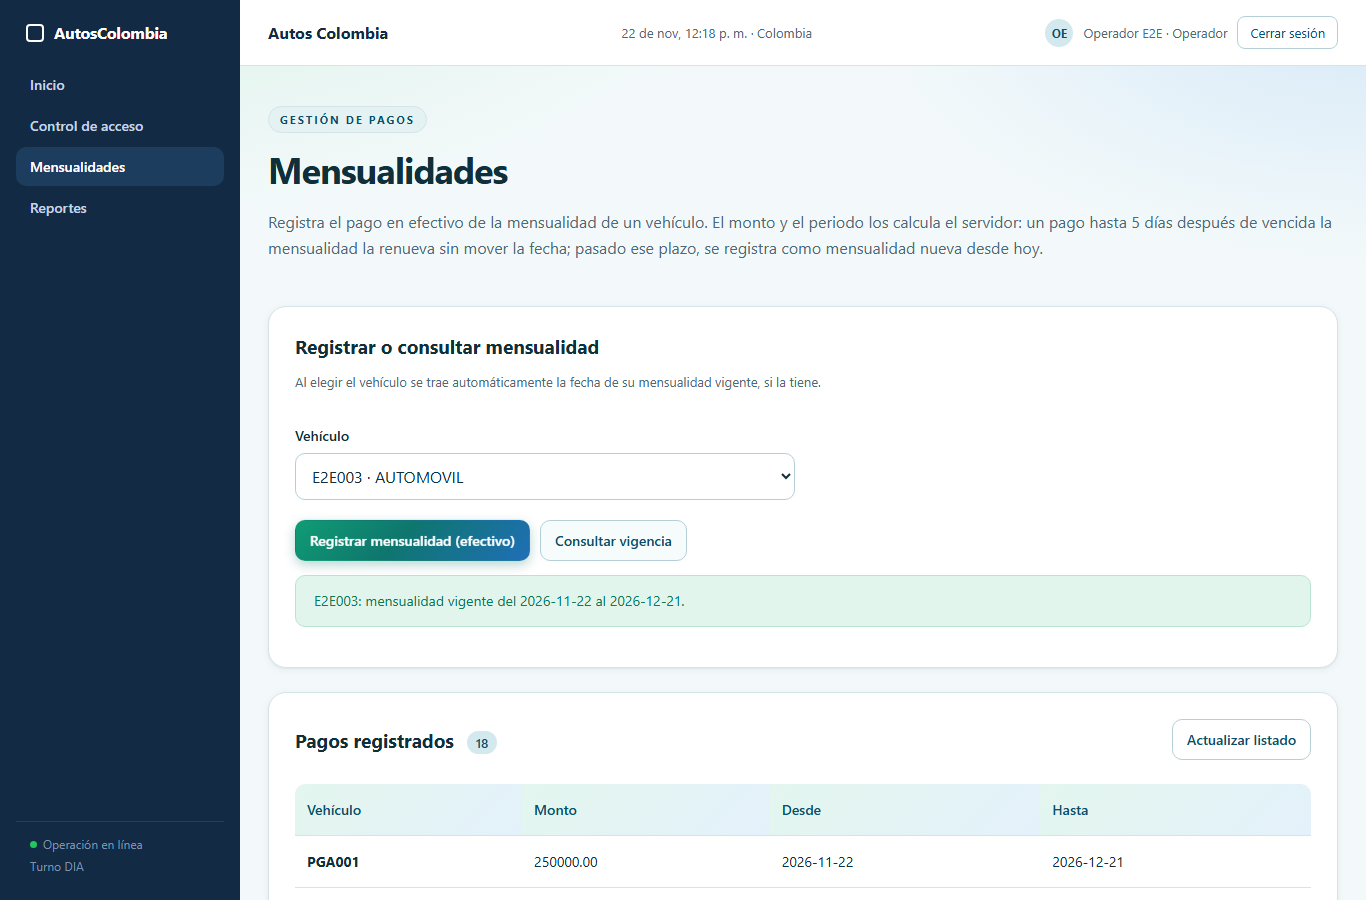 AutosColombia
Inicio
Control de acceso
Mensualidades
Reportes
Operación en línea
Turno DIA
Autos Colombia
22 de nov, 12:18 p. m. · Colombia
OE
Operador E2E · Operador
Cerrar sesión
GESTIÓN DE PAGOS
Mensualidades
Registra el pago en efectivo de la mensualidad de un vehículo. El monto y el periodo los calcula el servidor: un pago hasta 5 días después de vencida la
mensualidad la renueva sin mover la fecha; pasado ese plazo, se registra como mensualidad nueva desde hoy.
Registrar o consultar mensualidad
Al elegir el vehículo se trae automáticamente la fecha de su mensualidad vigente, si la tiene.
Vehículo
E2E003 · AUTOMOVIL
Registrar mensualidad (efectivo)
Consultar vigencia
E2E003: mensualidad vigente del 2026-11-22 al 2026-12-21.
Pagos registrados 18
Actualizar listado
Vehículo Monto Desde Hasta
PGA001 250000.00 2026-11-22 2026-12-21